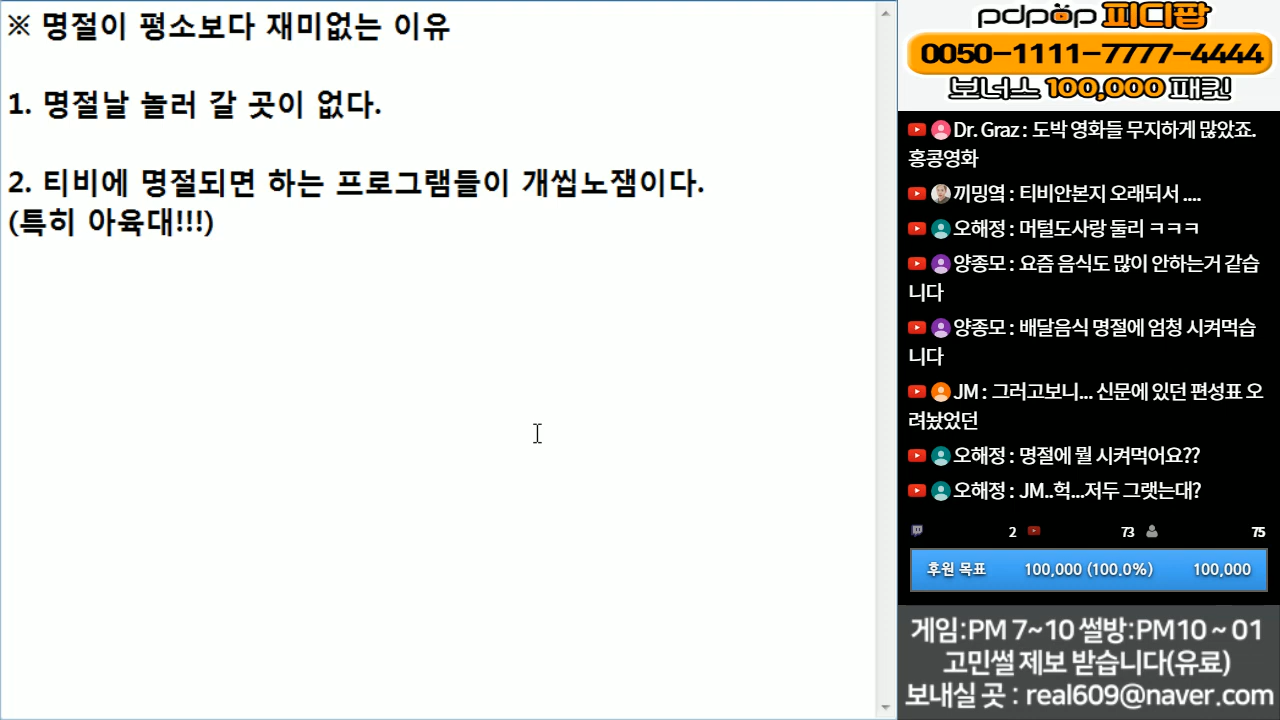 ※ 명절이 평소보다 재미없는 이유
1. 명절날 놀러 갈 곳이 없다.
2. 티비에 명절되면 하는 프로그램들이 개씹노잼이다.
(특히 아육대!!!)
pdpop 피디팝
0050-1111-7777-4444
보너스 100,000 패킷!
Dr. Graz : 도박 영화들 무지하게 많았죠.
홍콩영화
끼밍옄 : 티비안본지 오래되서 ....
오해정 : 머털도사랑 둘리 ㅋㅋㅋ
양종모 : 요즘 음식도 많이 안하는거 같습
니다
양종모 : 배달음식 명절에 엄청 시켜먹습
니다
JM : 그러고보니... 신문에 있던 편성표 오
려놨었던
오해정 : 명절에 뭘 시켜먹어요??
오해정 : JM..헉...저두 그랫는대?
2 73 75
후원 목표 100,000 (100.0%) 100,000
게임:PM 7~10 썰방:PM10 ~ 01
고민썰 제보 받습니다(유료)
보내실 곳 : real609@naver.com